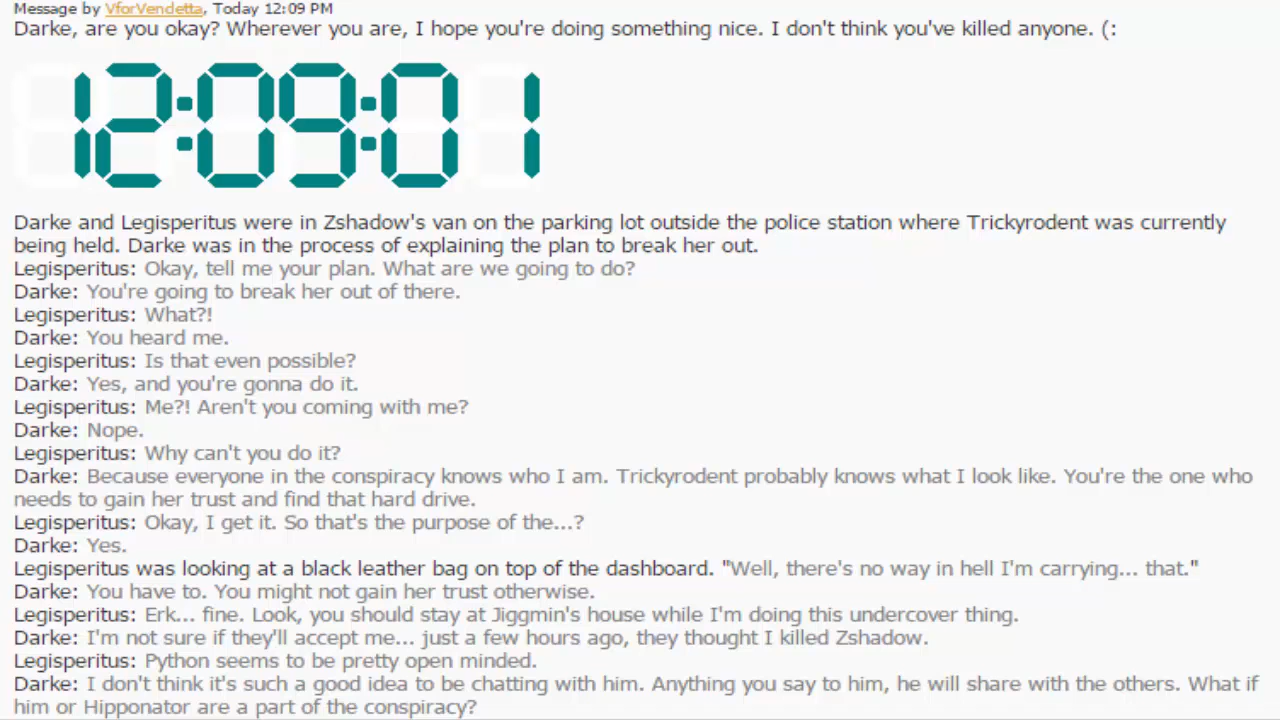 Message by VforVendetta, Today 12:09 PM
Darke, are you okay? Wherever you are, I hope you're doing something nice. I don't think you've killed anyone. (:
12:09:01
Darke and Legisperitus were in Zshadow's van on the parking lot outside the police station where Trickyrodent was currently
being held. Darke was in the process of explaining the plan to break her out.
Legisperitus: Okay, tell me your plan. What are we going to do?
Darke: You're going to break her out of there.
Legisperitus: What?!
Darke: You heard me.
Legisperitus: Is that even possible?
Darke: Yes, and you're gonna do it.
Legisperitus: Me?! Aren't you coming with me?
Darke: Nope.
Legisperitus: Why can't you do it?
Darke: Because everyone in the conspiracy knows who I am. Trickyrodent probably knows what I look like. You're the one who
needs to gain her trust and find that hard drive.
Legisperitus: Okay, I get it. So that's the purpose of the...?
Darke: Yes.
Legisperitus was looking at a black leather bag on top of the dashboard. "Well, there's no way in hell I'm carrying... that."
Darke: You have to. You might not gain her trust otherwise.
Legisperitus: Erk... fine. Look, you should stay at Jiggmin's house while I'm doing this undercover thing.
Darke: I'm not sure if they'll accept me... just a few hours ago, they thought I killed Zshadow.
Legisperitus: Python seems to be pretty open minded.
Darke: I don't think it's such a good idea to be chatting with him. Anything you say to him, he will share with the others. What if
him or Hipponator are a part of the conspiracy?